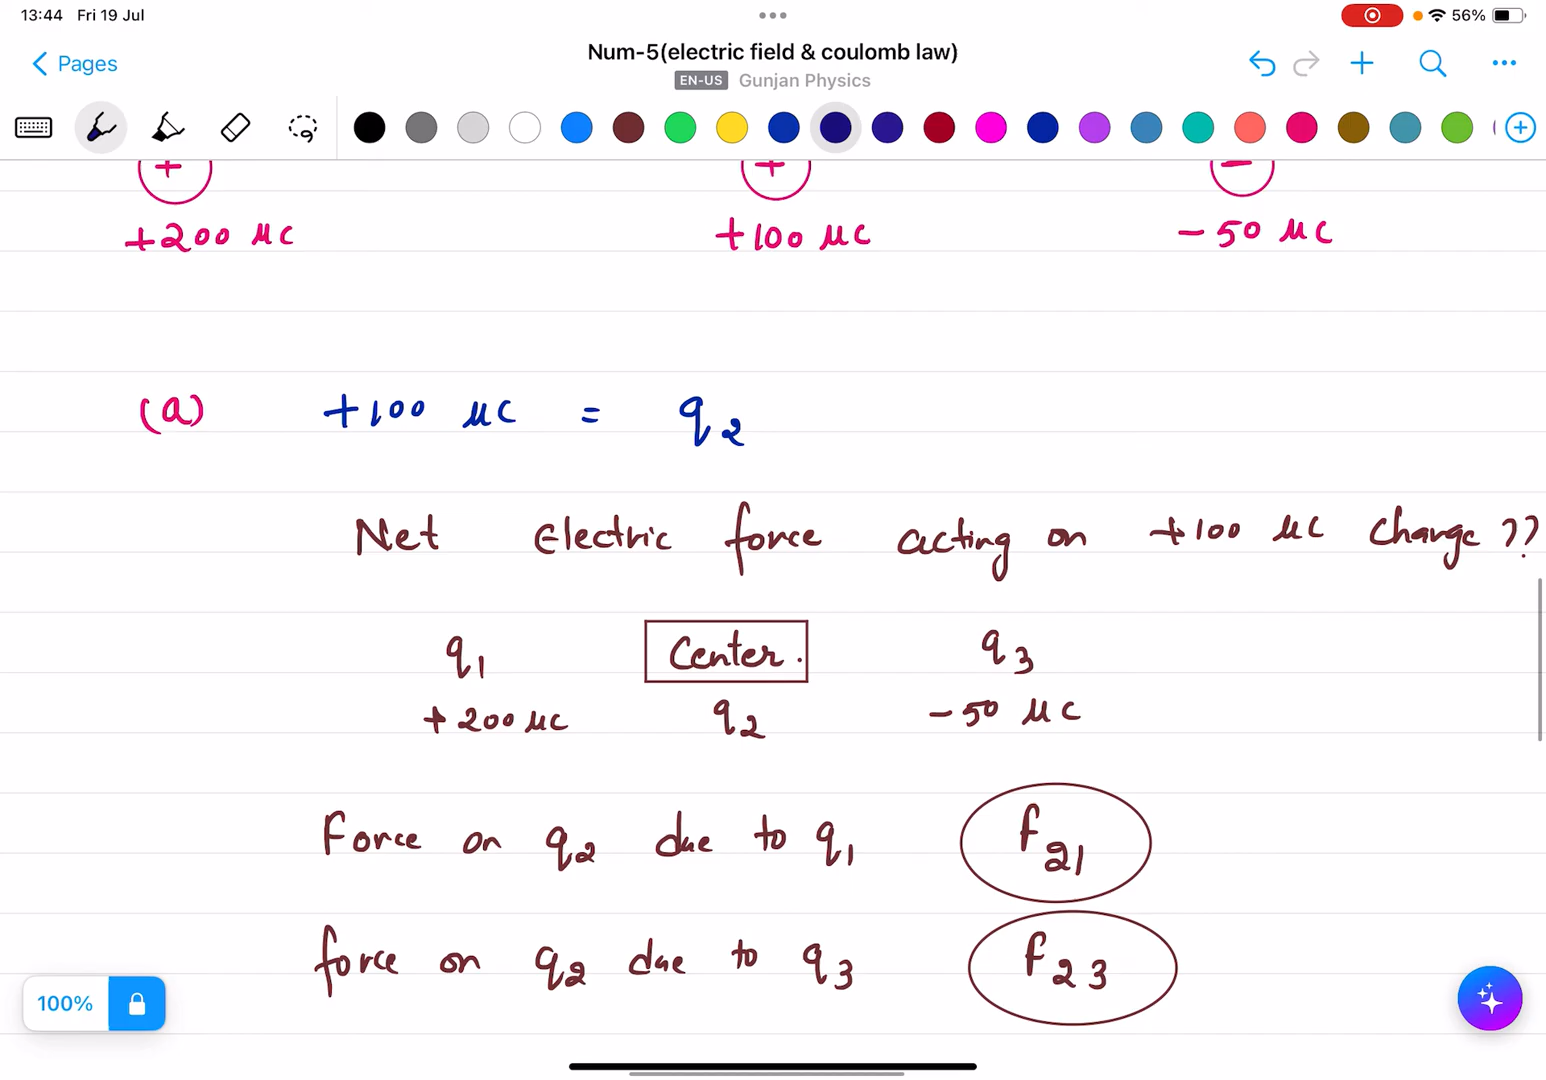 13:44 Fri 19 Jul
56%
Pages
Num-5(electric field & coulomb law)
EN-US Gunjan Physics
+ + −
+200 μC +100 μC − 50 μC
(a) +100 μC = q2
Net Electric force acting on +100 μC Change ??
q1 Center. q3
+200 μC q2 − 50 μC
Force on q2 due to q1 F21
force on q2 due to q3 F23
100%